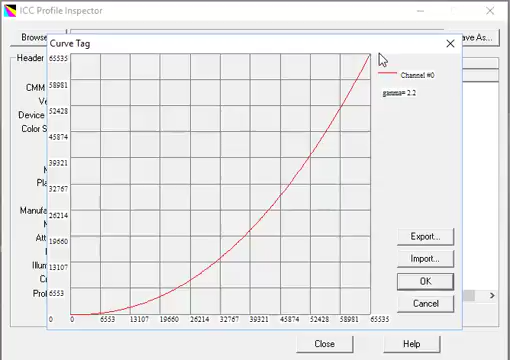 ICC Profile Inspector
Browse
ave As...
Curve Tag
Header
CMM
Ve
Device
Color S
M
Pla
Manufa
M
Att
I
Illum
Cr
Prof
65535
58981
52428
45874
39321
32767
26214
19660
13107
6553
0
0 6553 13107 19660 26214 32767 39321 45874 52428 58981 65535
Channel #0
gamma= 2.2
Export...
Import...
OK
Cancel
Close
Help